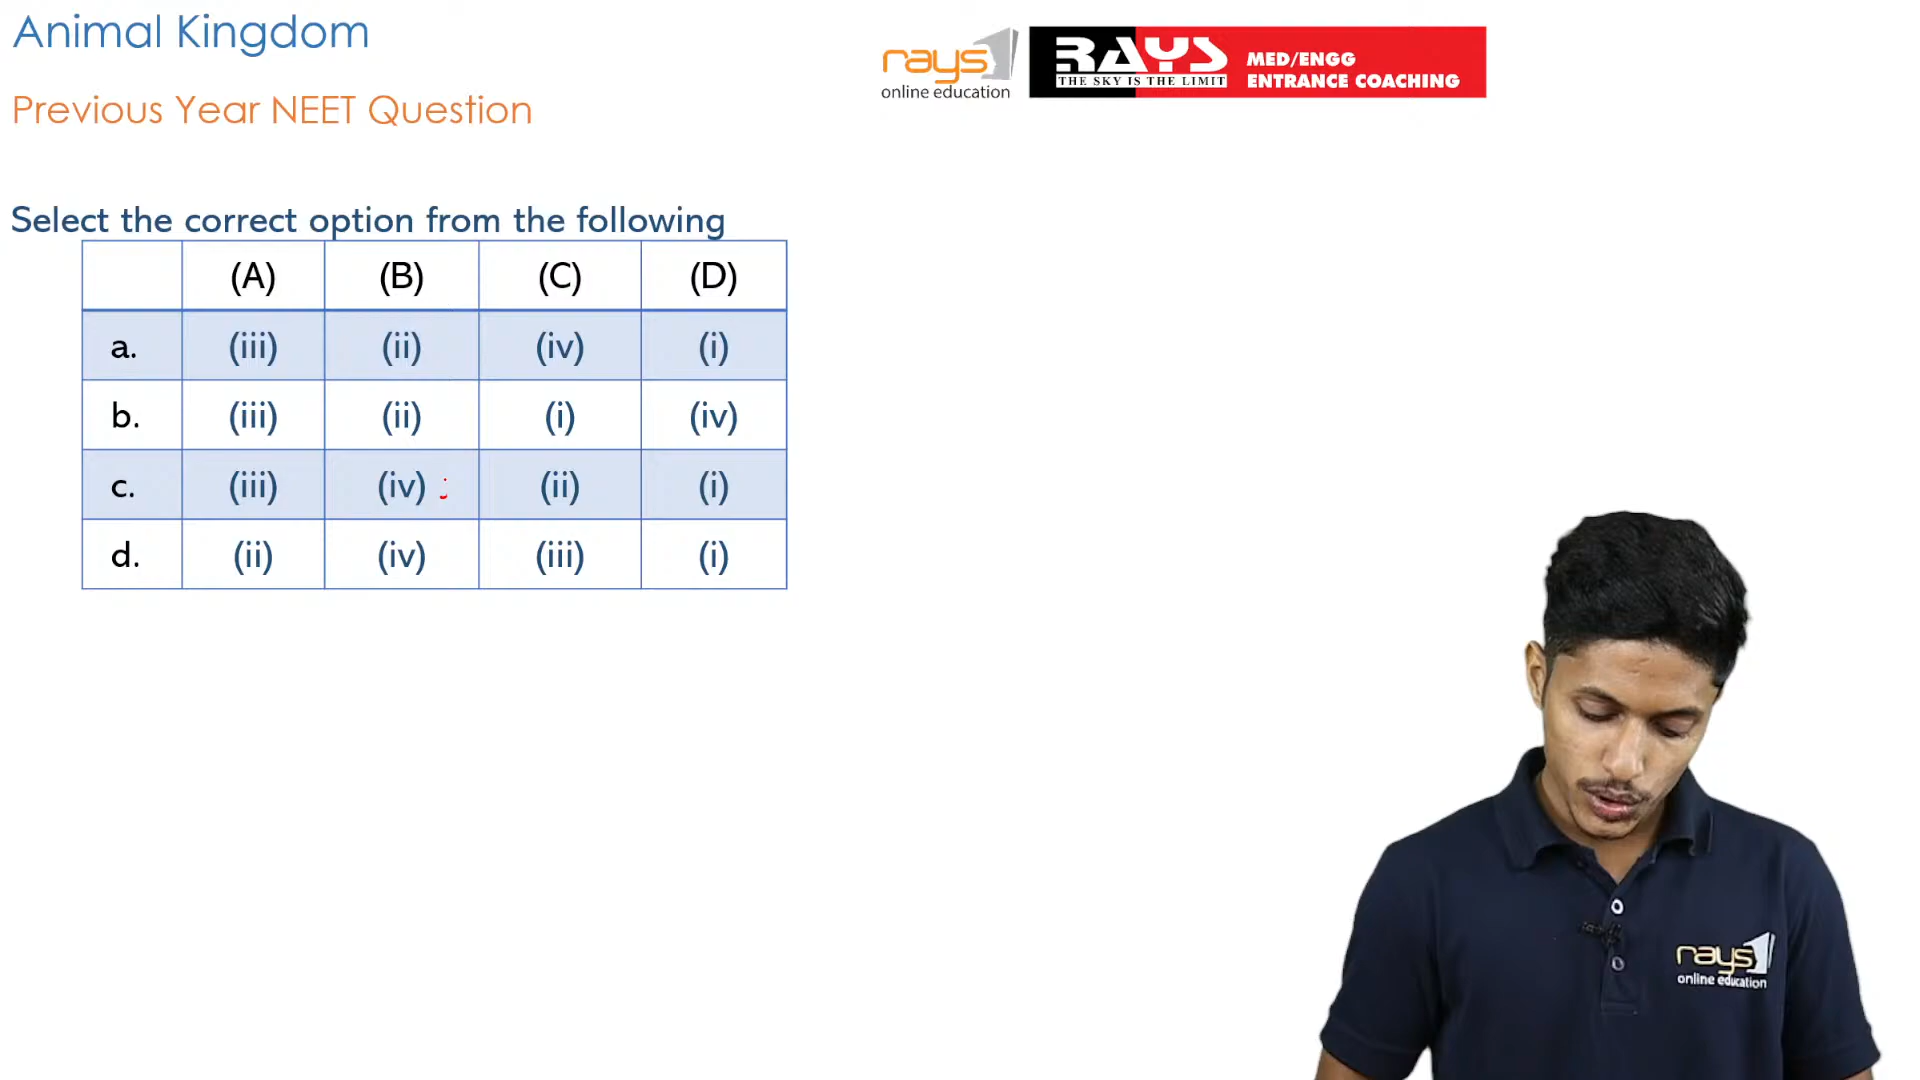 Animal Kingdom
Previous Year NEET Question
rays
online education
RAYS
THE SKY IS THE LIMIT
MED/ENGG
ENTRANCE COACHING
Select the correct option from the following
(A) (B) (C) (D)
a. (iii) (ii) (iv) (i)
b. (iii) (ii) (i) (iv)
c. (iii) (iv) (ii) (i)
d. (ii) (iv) (iii) (i)
rays
online education